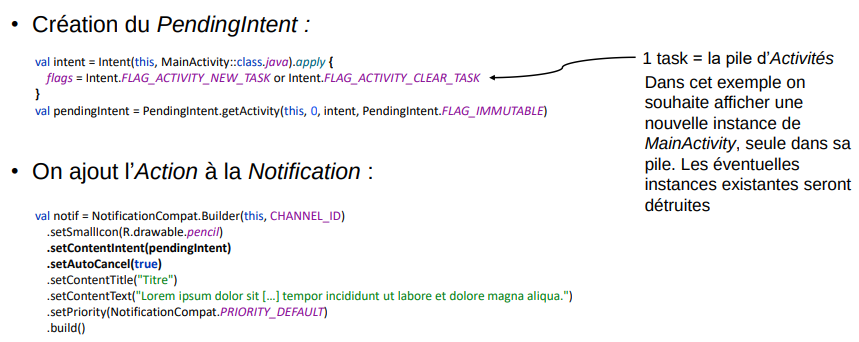 • Création du PendingIntent :
val intent = Intent(this, MainActivity::class.java).apply {
flags = Intent.FLAG_ACTIVITY_NEW_TASK or Intent.FLAG_ACTIVITY_CLEAR_TASK
}
val pendingIntent = PendingIntent.getActivity(this, 0, intent, PendingIntent.FLAG_IMMUTABLE)
1 task = la pile d'Activités
Dans cet exemple on
souhaite afficher une
nouvelle instance de
MainActivity, seule dans sa
pile. Les éventuelles
instances existantes seront
détruites
• On ajout l'Action à la Notification :
val notif = NotificationCompat.Builder(this, CHANNEL_ID)
.setSmallIcon(R.drawable.pencil)
.setContentIntent(pendingIntent)
.setAutoCancel(true)
.setContentTitle("Titre")
.setContentText("Lorem ipsum dolor sit […] tempor incididunt ut labore et dolore magna aliqua.")
.setPriority(NotificationCompat.PRIORITY_DEFAULT)
.build()